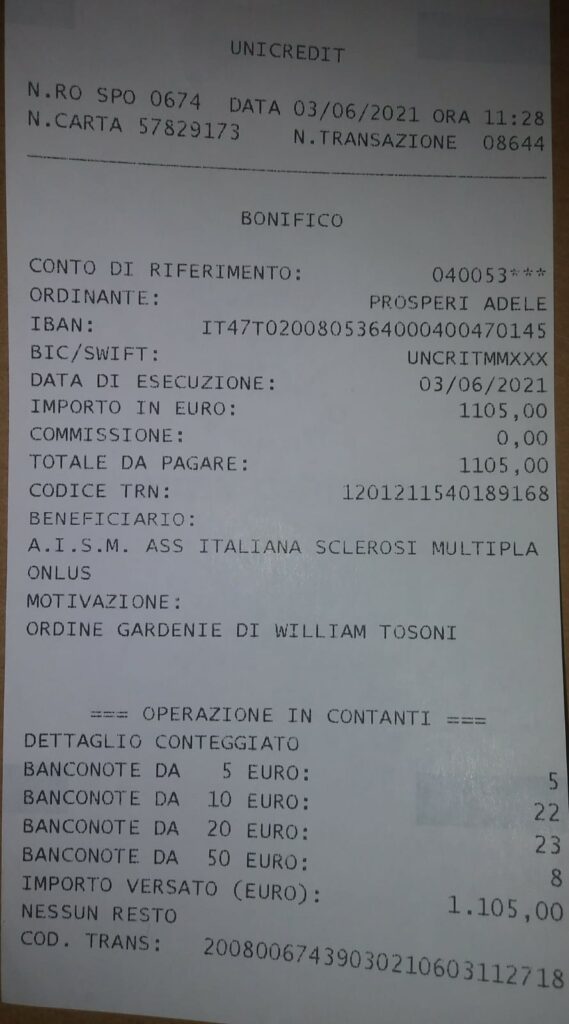 UNICREDIT
N.RO SPO 0674 DATA 03/06/2021 ORA 11:28
N.CARTA 57829173 N.TRANSAZIONE 08644
BONIFICO
CONTO DI RIFERIMENTO: 040053***
ORDINANTE: PROSPERI ADELE
IBAN: IT47T0200805364000400470145
BIC/SWIFT: UNCRITMMXXX
DATA DI ESECUZIONE: 03/06/2021
IMPORTO IN EURO: 1105,00
COMMISSIONE: 0,00
TOTALE DA PAGARE: 1105,00
CODICE TRN: 1201211540189168
BENEFICIARIO:
A.I.S.M. ASS ITALIANA SCLEROSI MULTIPLA
ONLUS
MOTIVAZIONE:
ORDINE GARDENIE DI WILLIAM TOSONI
=== OPERAZIONE IN CONTANTI ===
DETTAGLIO CONTEGGIATO
BANCONOTE DA 5 EURO: 5
BANCONOTE DA 10 EURO: 22
BANCONOTE DA 20 EURO: 23
BANCONOTE DA 50 EURO: 8
IMPORTO VERSATO (EURO): 1.105,00
NESSUN RESTO
COD. TRANS: 20080067439030210603112718